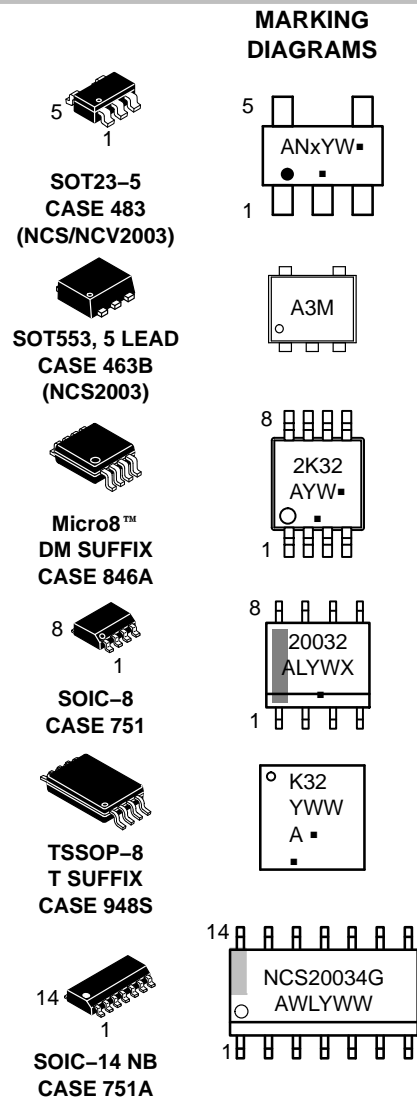 MARKING
DIAGRAMS
5
1
SOT23−5
CASE 483
(NCS/NCV2003)
5
ANxYW▪
▪
1
SOT553, 5 LEAD
CASE 463B
(NCS2003)
A3M
Micro8™
DM SUFFIX
CASE 846A
8
2K32
AYW▪
▪
1
8
1
SOIC−8
CASE 751
8
20032
ALYWX
▪
1
TSSOP−8
T SUFFIX
CASE 948S
K32
YWW
A ▪
▪
14
1
SOIC−14 NB
CASE 751A
14
NCS20034G
AWLYWW
1